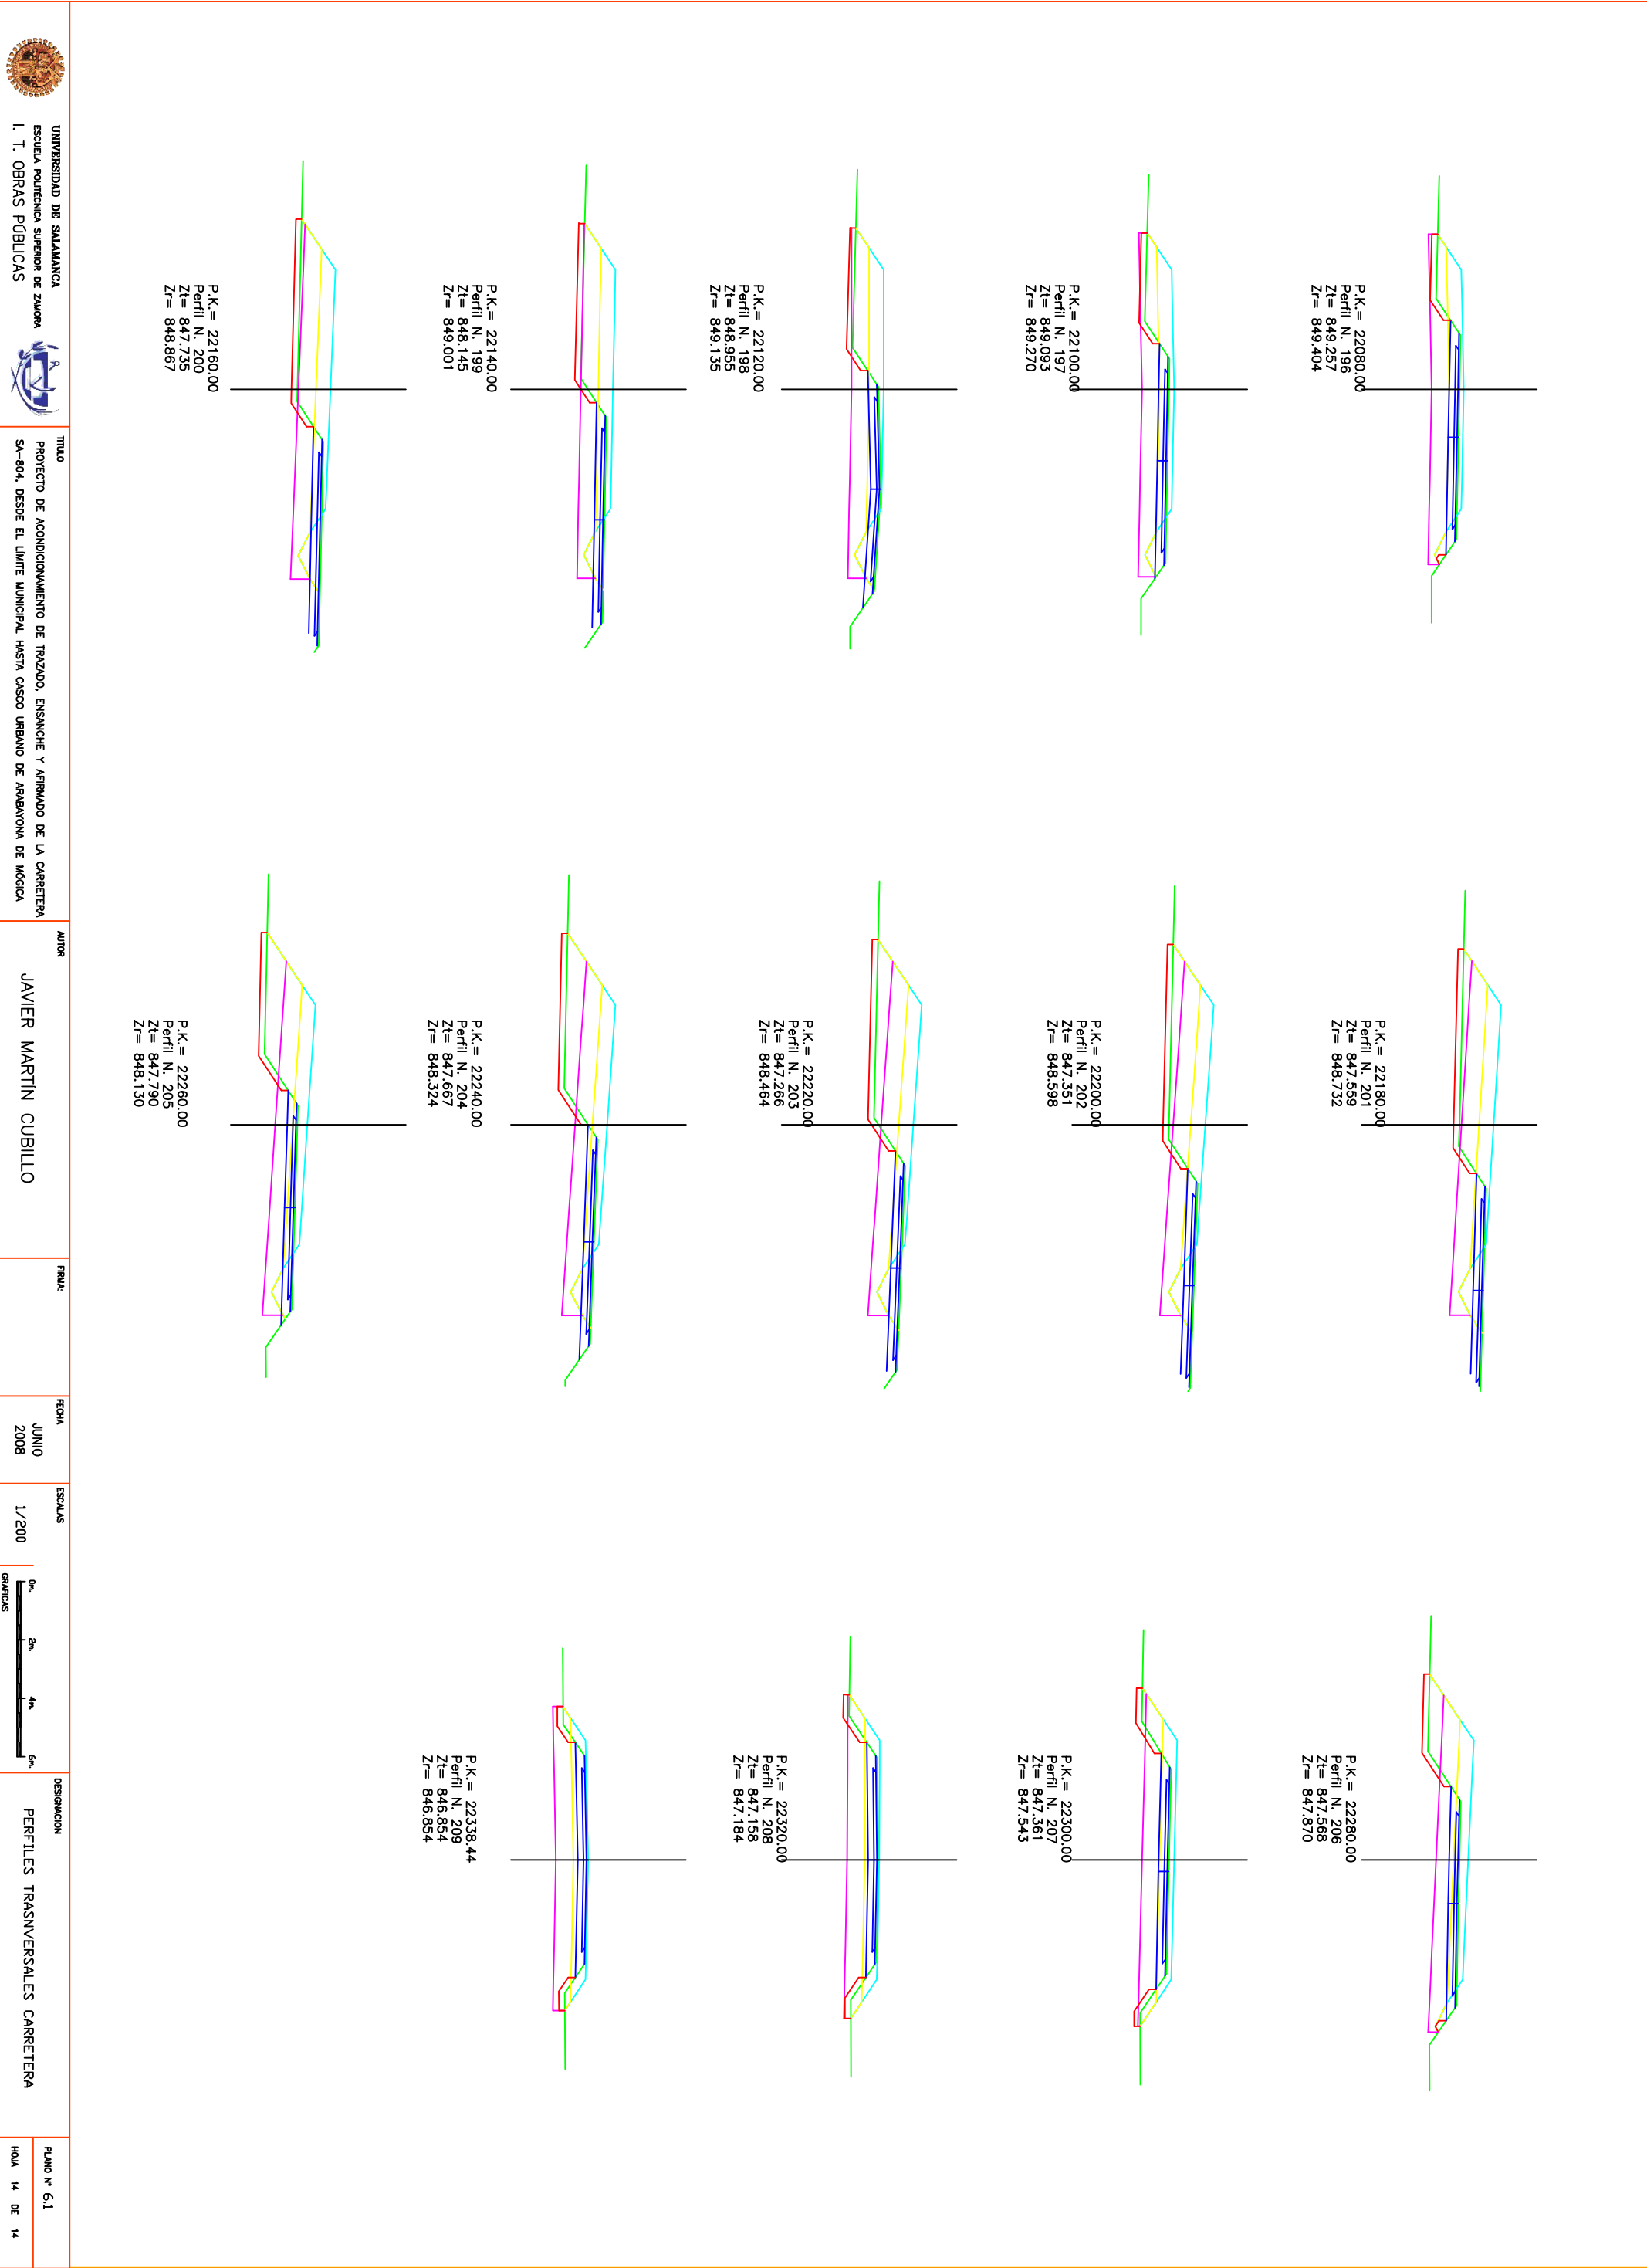 P.K.= 22080.00
Perfil N. 196
Zt= 849.257
Zr= 849.404
P.K.= 22100.00
Perfil N. 197
Zt= 849.093
Zr= 849.270
P.K.= 22120.00
Perfil N. 198
Zt= 848.955
Zr= 849.135
P.K.= 22140.00
Perfil N. 199
Zt= 848.145
Zr= 849.001
P.K.= 22160.00
Perfil N. 200
Zt= 847.735
Zr= 848.867
P.K.= 22180.00
Perfil N. 201
Zt= 847.559
Zr= 848.732
P.K.= 22200.00
Perfil N. 202
Zt= 847.351
Zr= 848.598
P.K.= 22220.00
Perfil N. 203
Zt= 847.266
Zr= 848.464
P.K.= 22240.00
Perfil N. 204
Zt= 847.667
Zr= 848.324
P.K.= 22260.00
Perfil N. 205
Zt= 847.790
Zr= 848.130
P.K.= 22280.00
Perfil N. 206
Zt= 847.568
Zr= 847.870
P.K.= 22300.00
Perfil N. 207
Zt= 847.361
Zr= 847.543
P.K.= 22320.00
Perfil N. 208
Zt= 847.158
Zr= 847.184
P.K.= 22338.44
Perfil N. 209
Zt= 846.854
Zr= 846.854
UNIVERSIDAD DE SALAMANCA
ESCUELA POLITÉCNICA SUPERIOR DE ZAMORA
I. T. OBRAS PÚBLICAS
TITULO
PROYECTO DE ACONDICIONAMIENTO DE TRAZADO, ENSANCHE Y AFIRMADO DE LA CARRETERA
SA-804, DESDE EL LÍMITE MUNICIPAL HASTA CASCO URBANO DE ARABAYONA DE MÓGICA
AUTOR
JAVIER MARTÍN CUBILLO
FIRMA:
FECHA
JUNIO
2008
ESCALAS
1/200
0m. 2m. 4m. 6m.
GRAFICAS
DESIGNACION
PERFILES TRASNVERSALES CARRETERA
PLANO Nº 6.1
HOJA 14 DE 14